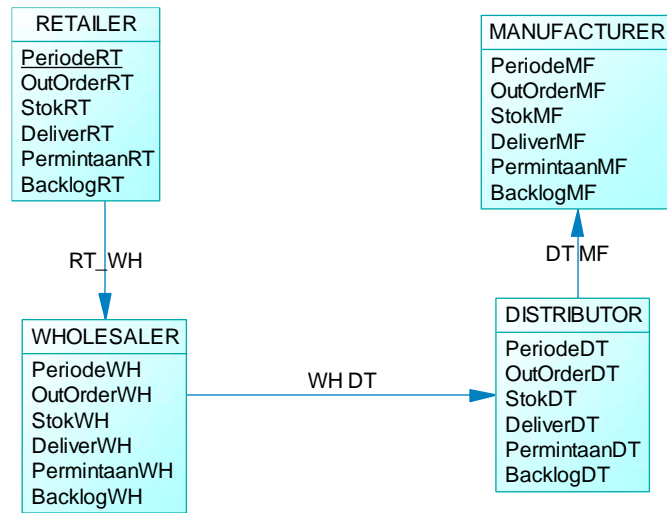 RETAILER
PeriodeRT
OutOrderRT
StokRT
DeliverRT
PermintaanRT
BacklogRT
MANUFACTURER
PeriodeMF
OutOrderMF
StokMF
DeliverMF
PermintaanMF
BacklogMF
RT_WH
DT MF
WHOLESALER
PeriodeWH
OutOrderWH
StokWH
DeliverWH
PermintaanWH
BacklogWH
WH DT
DISTRIBUTOR
PeriodeDT
OutOrderDT
StokDT
DeliverDT
PermintaanDT
BacklogDT